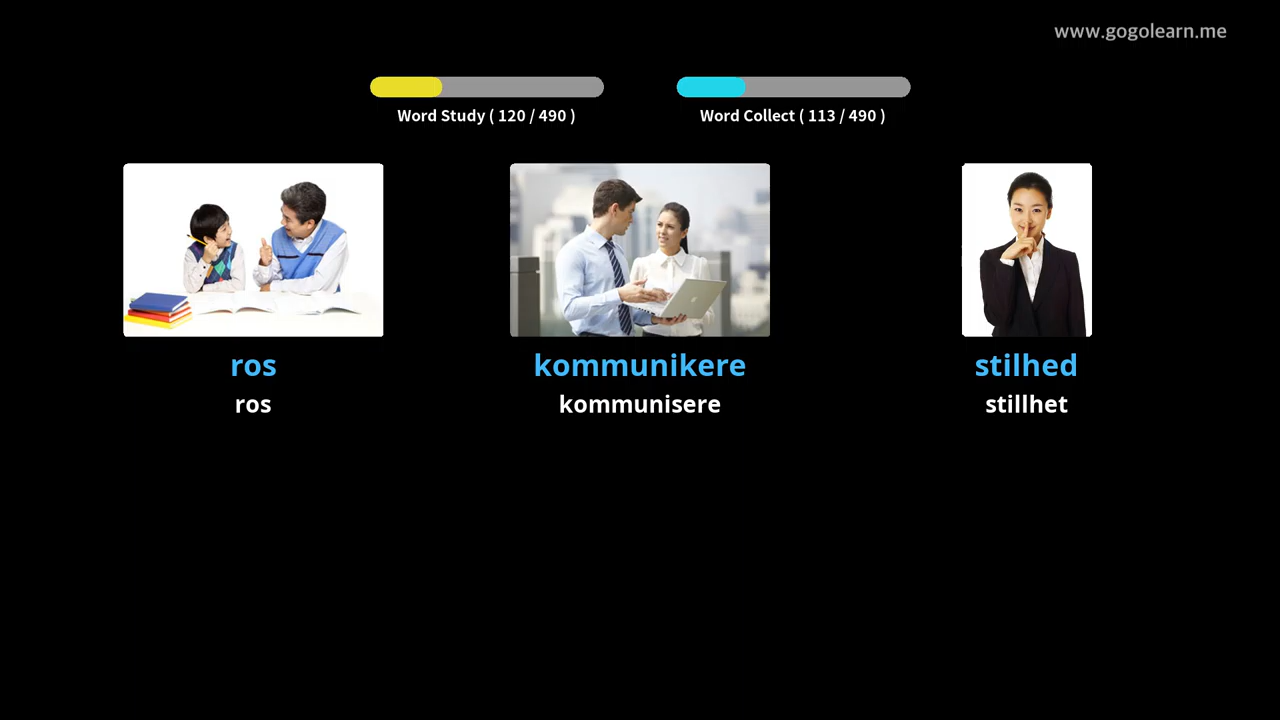 www.gogolearn.me
Word Study ( 120 / 490 )
Word Collect ( 113 / 490 )
ros
kommunikere
stilhed
ros
kommunisere
stillhet